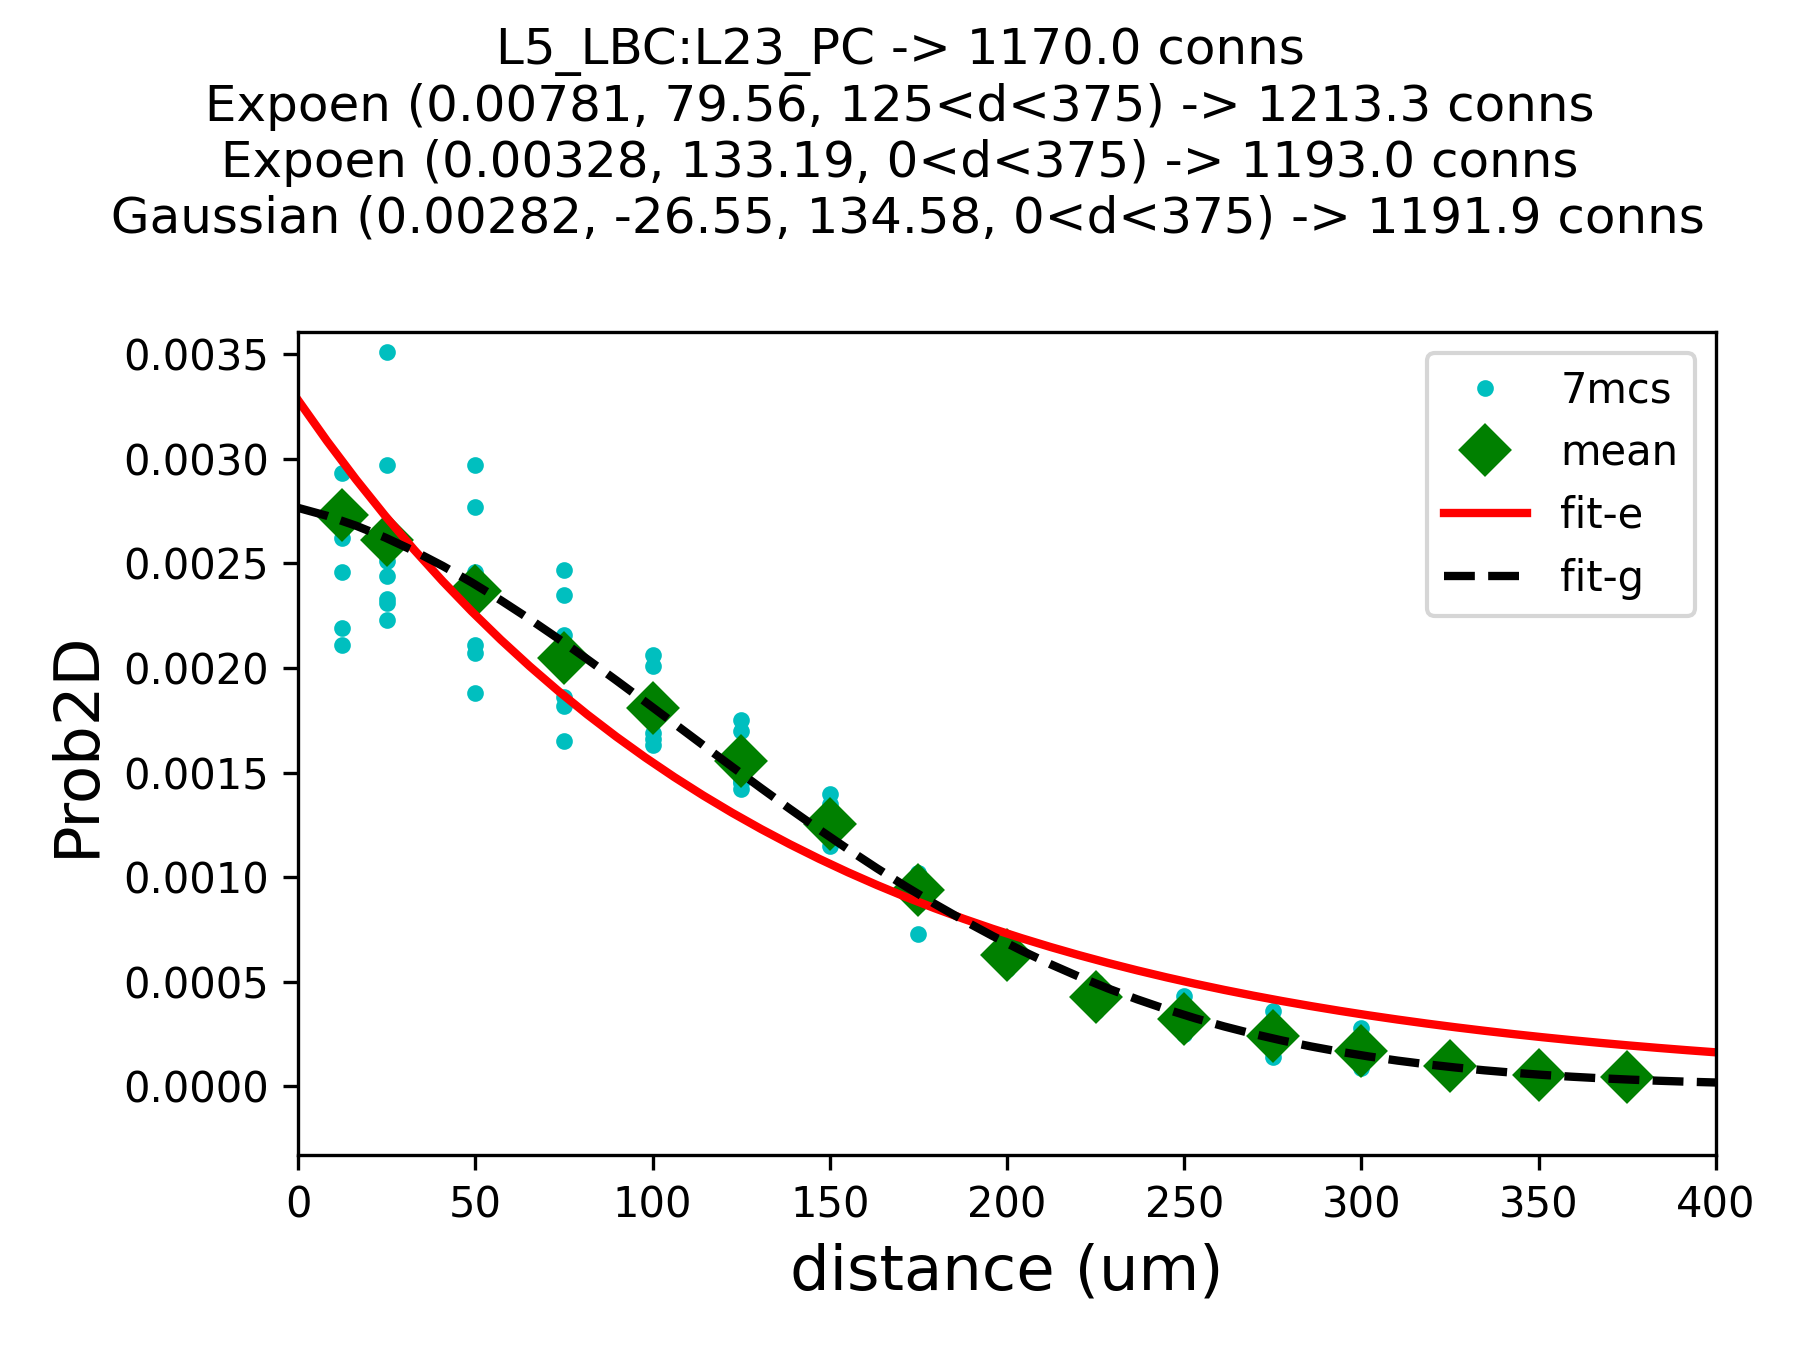 L5_LBC:L23_PC -> 1170.0 conns
Expoen (0.00781, 79.56, 125<d<375) -> 1213.3 conns
Expoen (0.00328, 133.19, 0<d<375) -> 1193.0 conns
Gaussian (0.00282, -26.55, 134.58, 0<d<375) -> 1191.9 conns
0.0035
0.0030
0.0025
0.0020
0.0015
0.0010
0.0005
0.0000
Prob2D
7mcs
mean
fit-e
fit-g
0 50 100 150 200 250 300 350 400
distance (um)